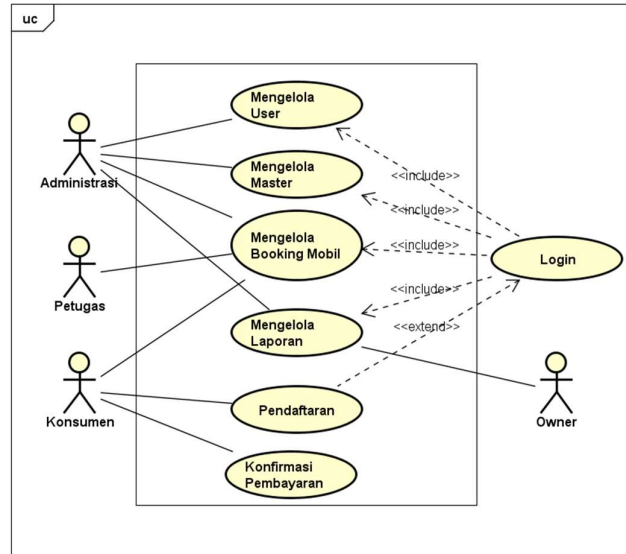 uc
Mengelola
User
Administrasi
Mengelola
Master
<<include>>
<<include>>
Mengelola
Booking Mobil
<<include>>
Login
Petugas
<<include>>
Mengelola
Laporan
<<extend>>
Konsumen
Pendaftaran
Owner
Konfirmasi
Pembayaran